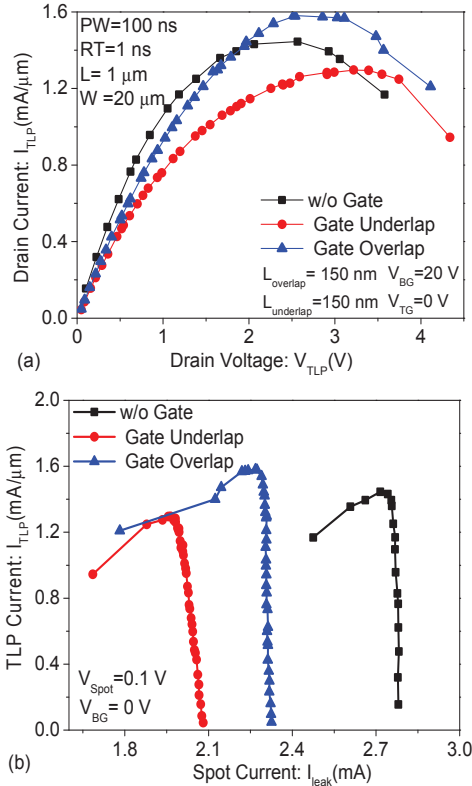 PW=100 ns
RT=1 ns
L= 1 μm
W =20 μm
w/o Gate
Gate Underlap
Gate Overlap
L_overlap= 150 nm V_BG=20 V
L_underlap=150 nm V_TG=0 V
Drain Current: I_TLP(mA/μm)
1.6
1.2
0.8
0.4
0.0
0 1 2 3 4
Drain Voltage: V_TLP(V)
(a)
w/o Gate
Gate Underlap
Gate Overlap
V_Spot=0.1 V
V_BG= 0 V
TLP Current: I_TLP(mA/μm)
2.0
1.6
1.2
0.8
0.4
0.0
1.8 2.1 2.4 2.7 3.0
Spot Current: I_leak(mA)
(b)